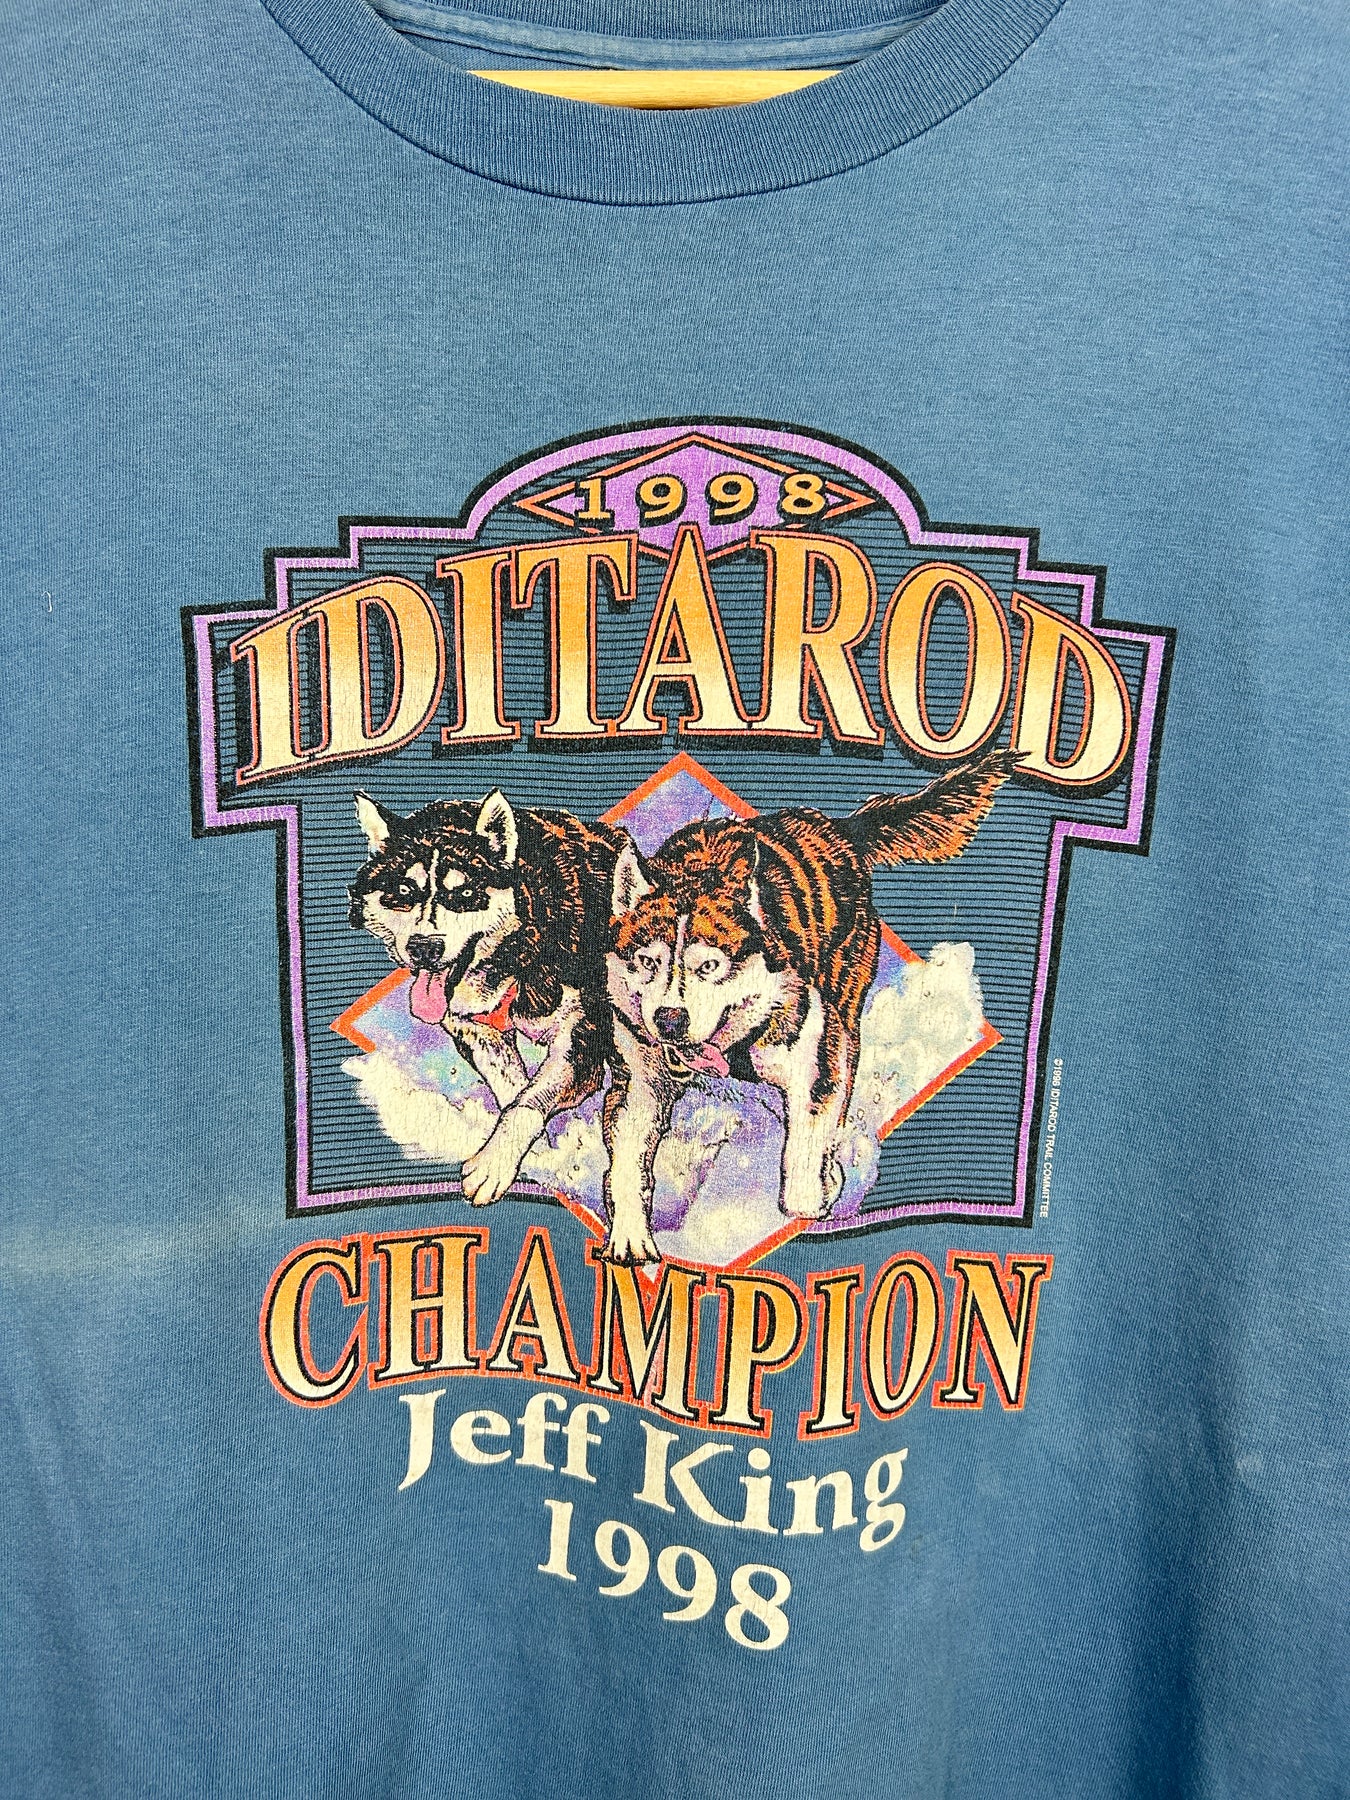 1998
IDITAROD
©1998 IDITAROD TRAIL COMMITTEE
CHAMPION
Jeff King
1998